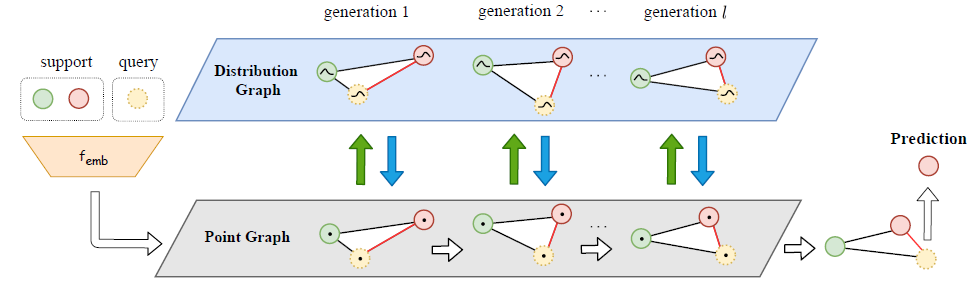 generation 1
generation 2
...
generation l
support
query
Distribution
Graph
...
f_emb
Prediction
Point Graph
...